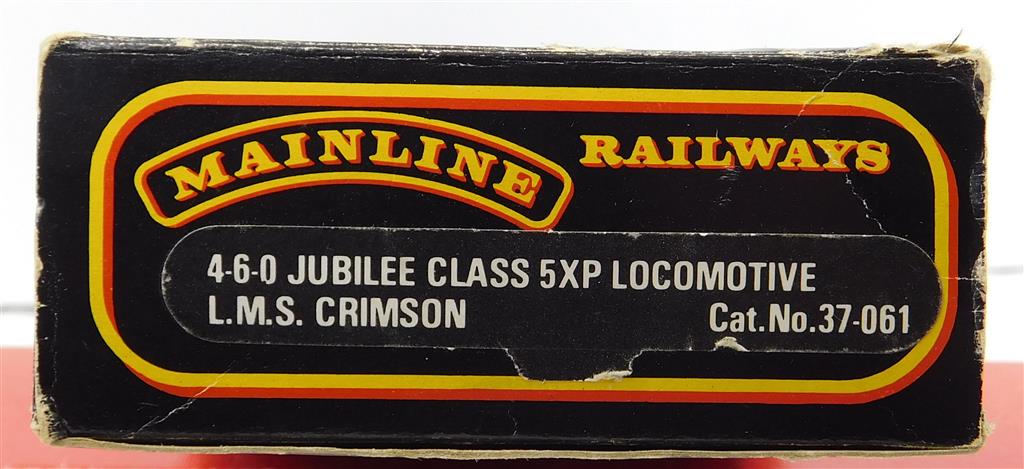 MAINLINE RAILWAYS
4-6-0 JUBILEE CLASS 5XP LOCOMOTIVE
L.M.S. CRIMSON Cat.No.37-061